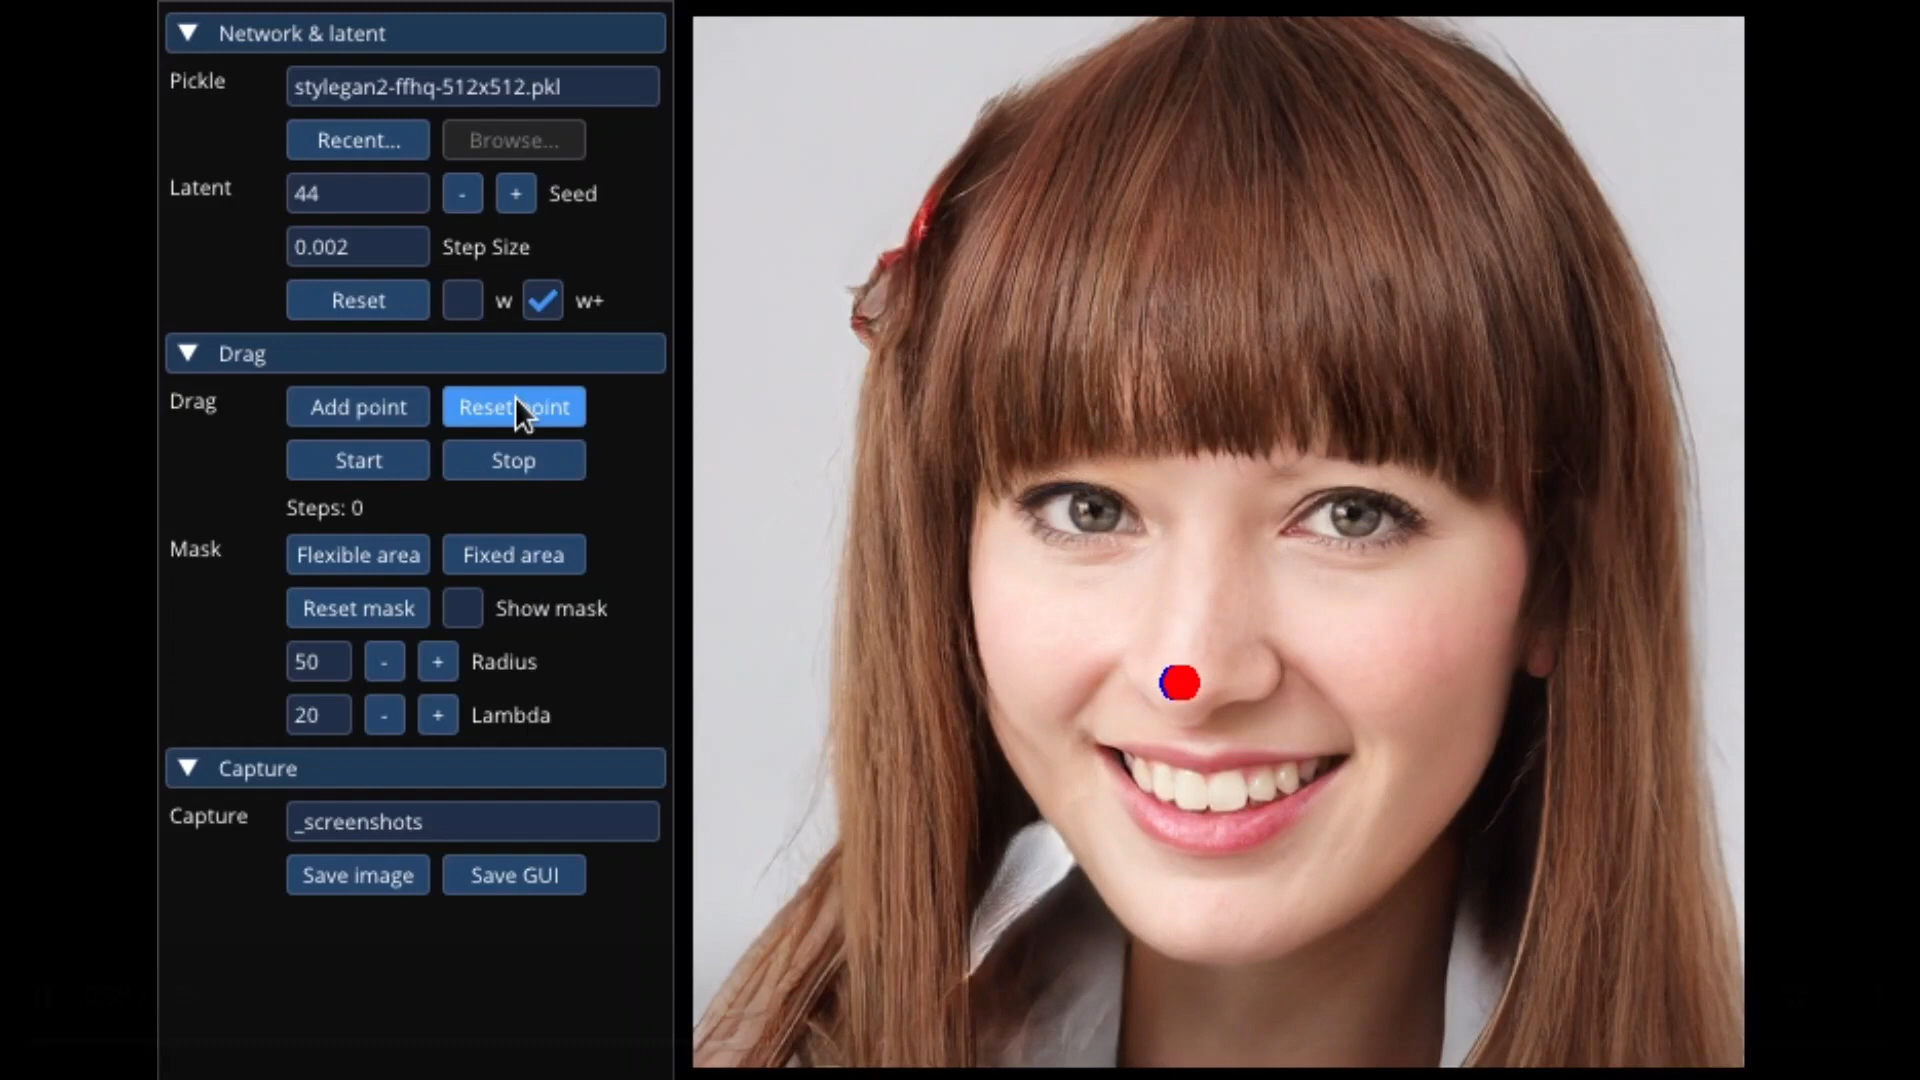 Network & latent
Pickle stylegan2-ffhq-512x512.pkl
Recent... Browse...
Latent 44 - + Seed
0.002 Step Size
Reset w w+
Drag
Drag Add point Reset point
Start Stop
Steps: 0
Mask Flexible area Fixed area
Reset mask Show mask
50 - + Radius
20 - + Lambda
Capture
Capture _screenshots
Save image Save GUI